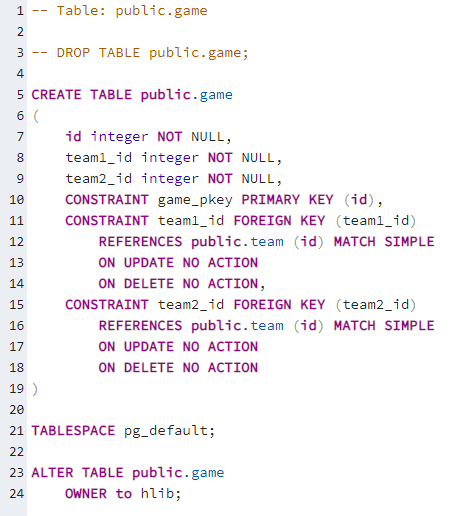 1 -- Table: public.game
2
3 -- DROP TABLE public.game;
4
5 CREATE TABLE public.game
6 (
7     id integer NOT NULL,
8     team1_id integer NOT NULL,
9     team2_id integer NOT NULL,
10     CONSTRAINT game_pkey PRIMARY KEY (id),
11     CONSTRAINT team1_id FOREIGN KEY (team1_id)
12         REFERENCES public.team (id) MATCH SIMPLE
13         ON UPDATE NO ACTION
14         ON DELETE NO ACTION,
15     CONSTRAINT team2_id FOREIGN KEY (team2_id)
16         REFERENCES public.team (id) MATCH SIMPLE
17         ON UPDATE NO ACTION
18         ON DELETE NO ACTION
19 )
20
21 TABLESPACE pg_default;
22
23 ALTER TABLE public.game
24     OWNER to hlib;